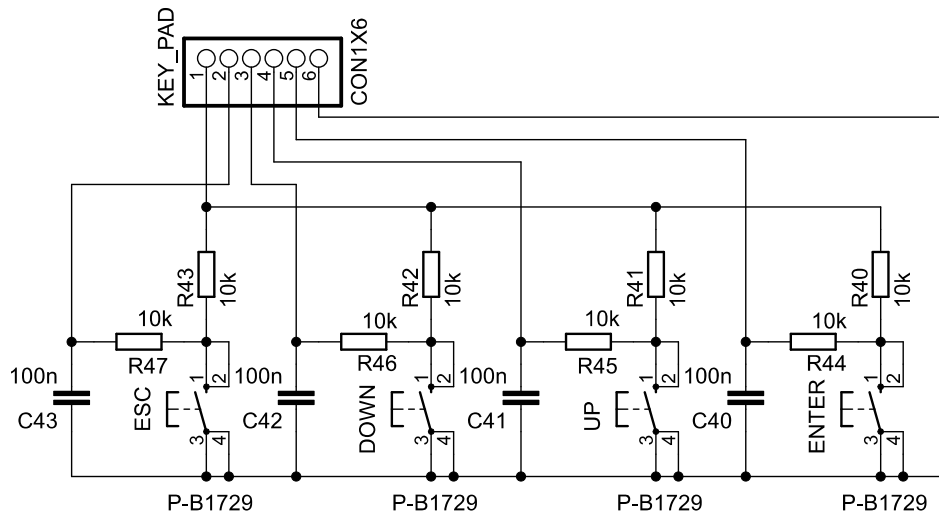 KEY_PAD
1
2
3
4
5
6
CON1X6
R43
10k
R42
10k
R41
10k
R40
10k
10k
R47
10k
R46
10k
R45
10k
R44
100n
C43
ESC
1
2
3
4
100n
C42
DOWN
1
2
3
4
100n
C41
UP
1
2
3
4
100n
C40
ENTER
1
2
3
4
P-B1729
P-B1729
P-B1729
P-B1729